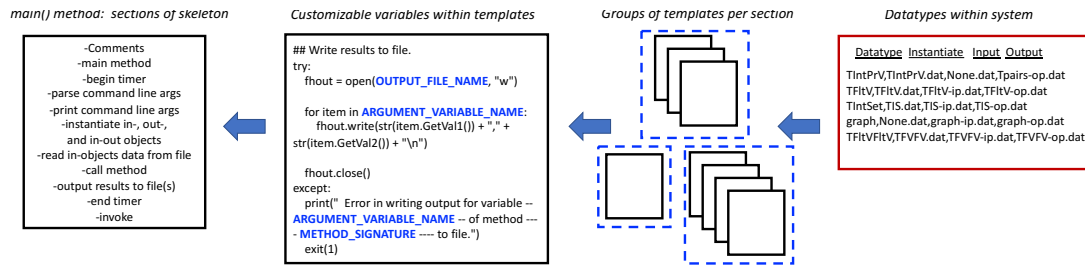 main() method: sections of skeleton
-Comments
-main method
-begin timer
-parse command line args
-print command line args
-instantiate in-, out-,
and in-out objects
-read in-objects data from file
-call method
-output results to file(s)
-end timer
-invoke
Customizable variables within templates
## Write results to file.
try:
fhout = open(OUTPUT_FILE_NAME, "w")
for item in ARGUMENT_VARIABLE_NAME:
fhout.write(str(item.GetVal1()) + "," +
str(item.GetVal2()) + "\n")
fhout.close()
except:
print(" Error in writing output for variable --
ARGUMENT_VARIABLE_NAME -- of method ---
- METHOD_SIGNATURE ---- to file.")
exit(1)
Groups of templates per section
Datatypes within system
Datatype Instantiate Input Output
TIntPrV,TIntPrV.dat,None.dat,Tpairs-op.dat
TFltV,TFltV.dat,TFltV-ip.dat,TFltV-op.dat
TIntSet,TIS.dat,TIS-ip.dat,TIS-op.dat
graph,None.dat,graph-ip.dat,graph-op.dat
TFltVFltV,TFVFV.dat,TFVFV-ip.dat,TFVFV-op.dat